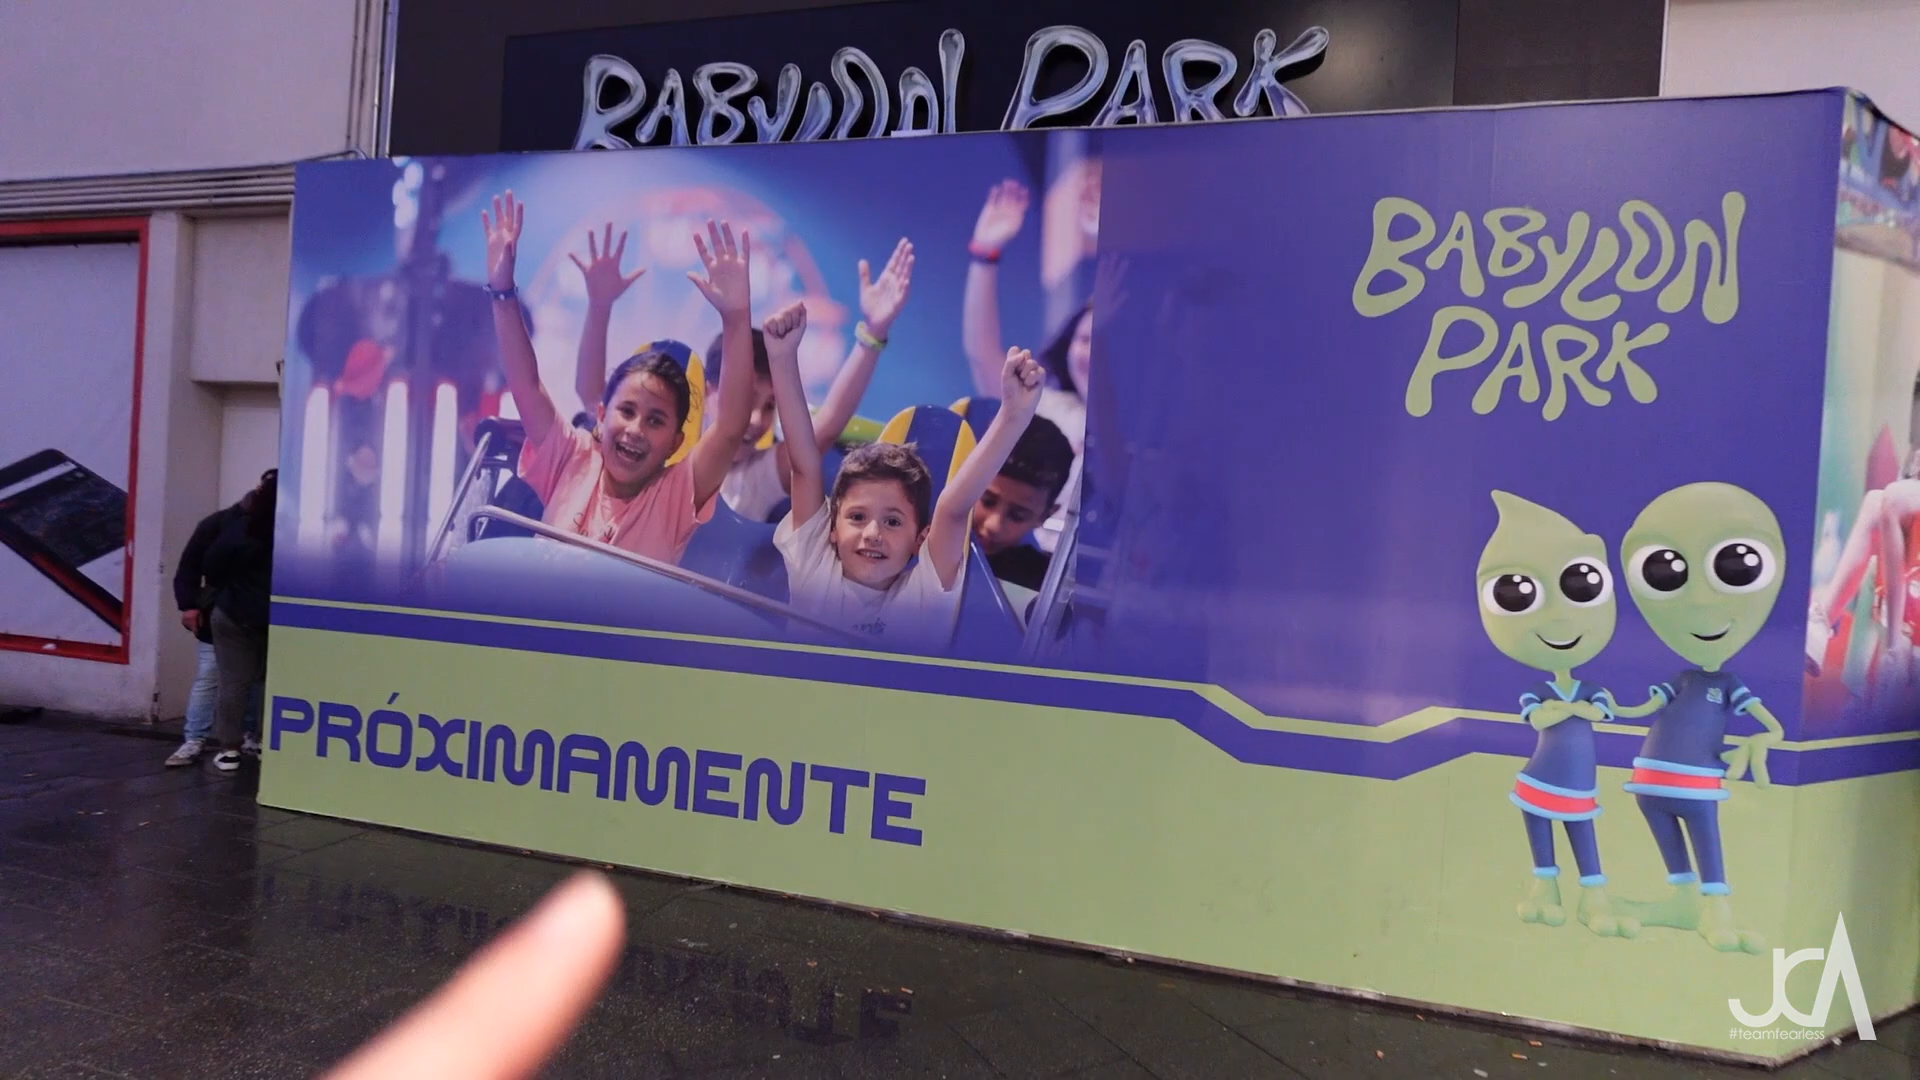 BABYLON PARK
BABYLON
PARK
PRÓXIMAMENTE
JCA
#teamfearless